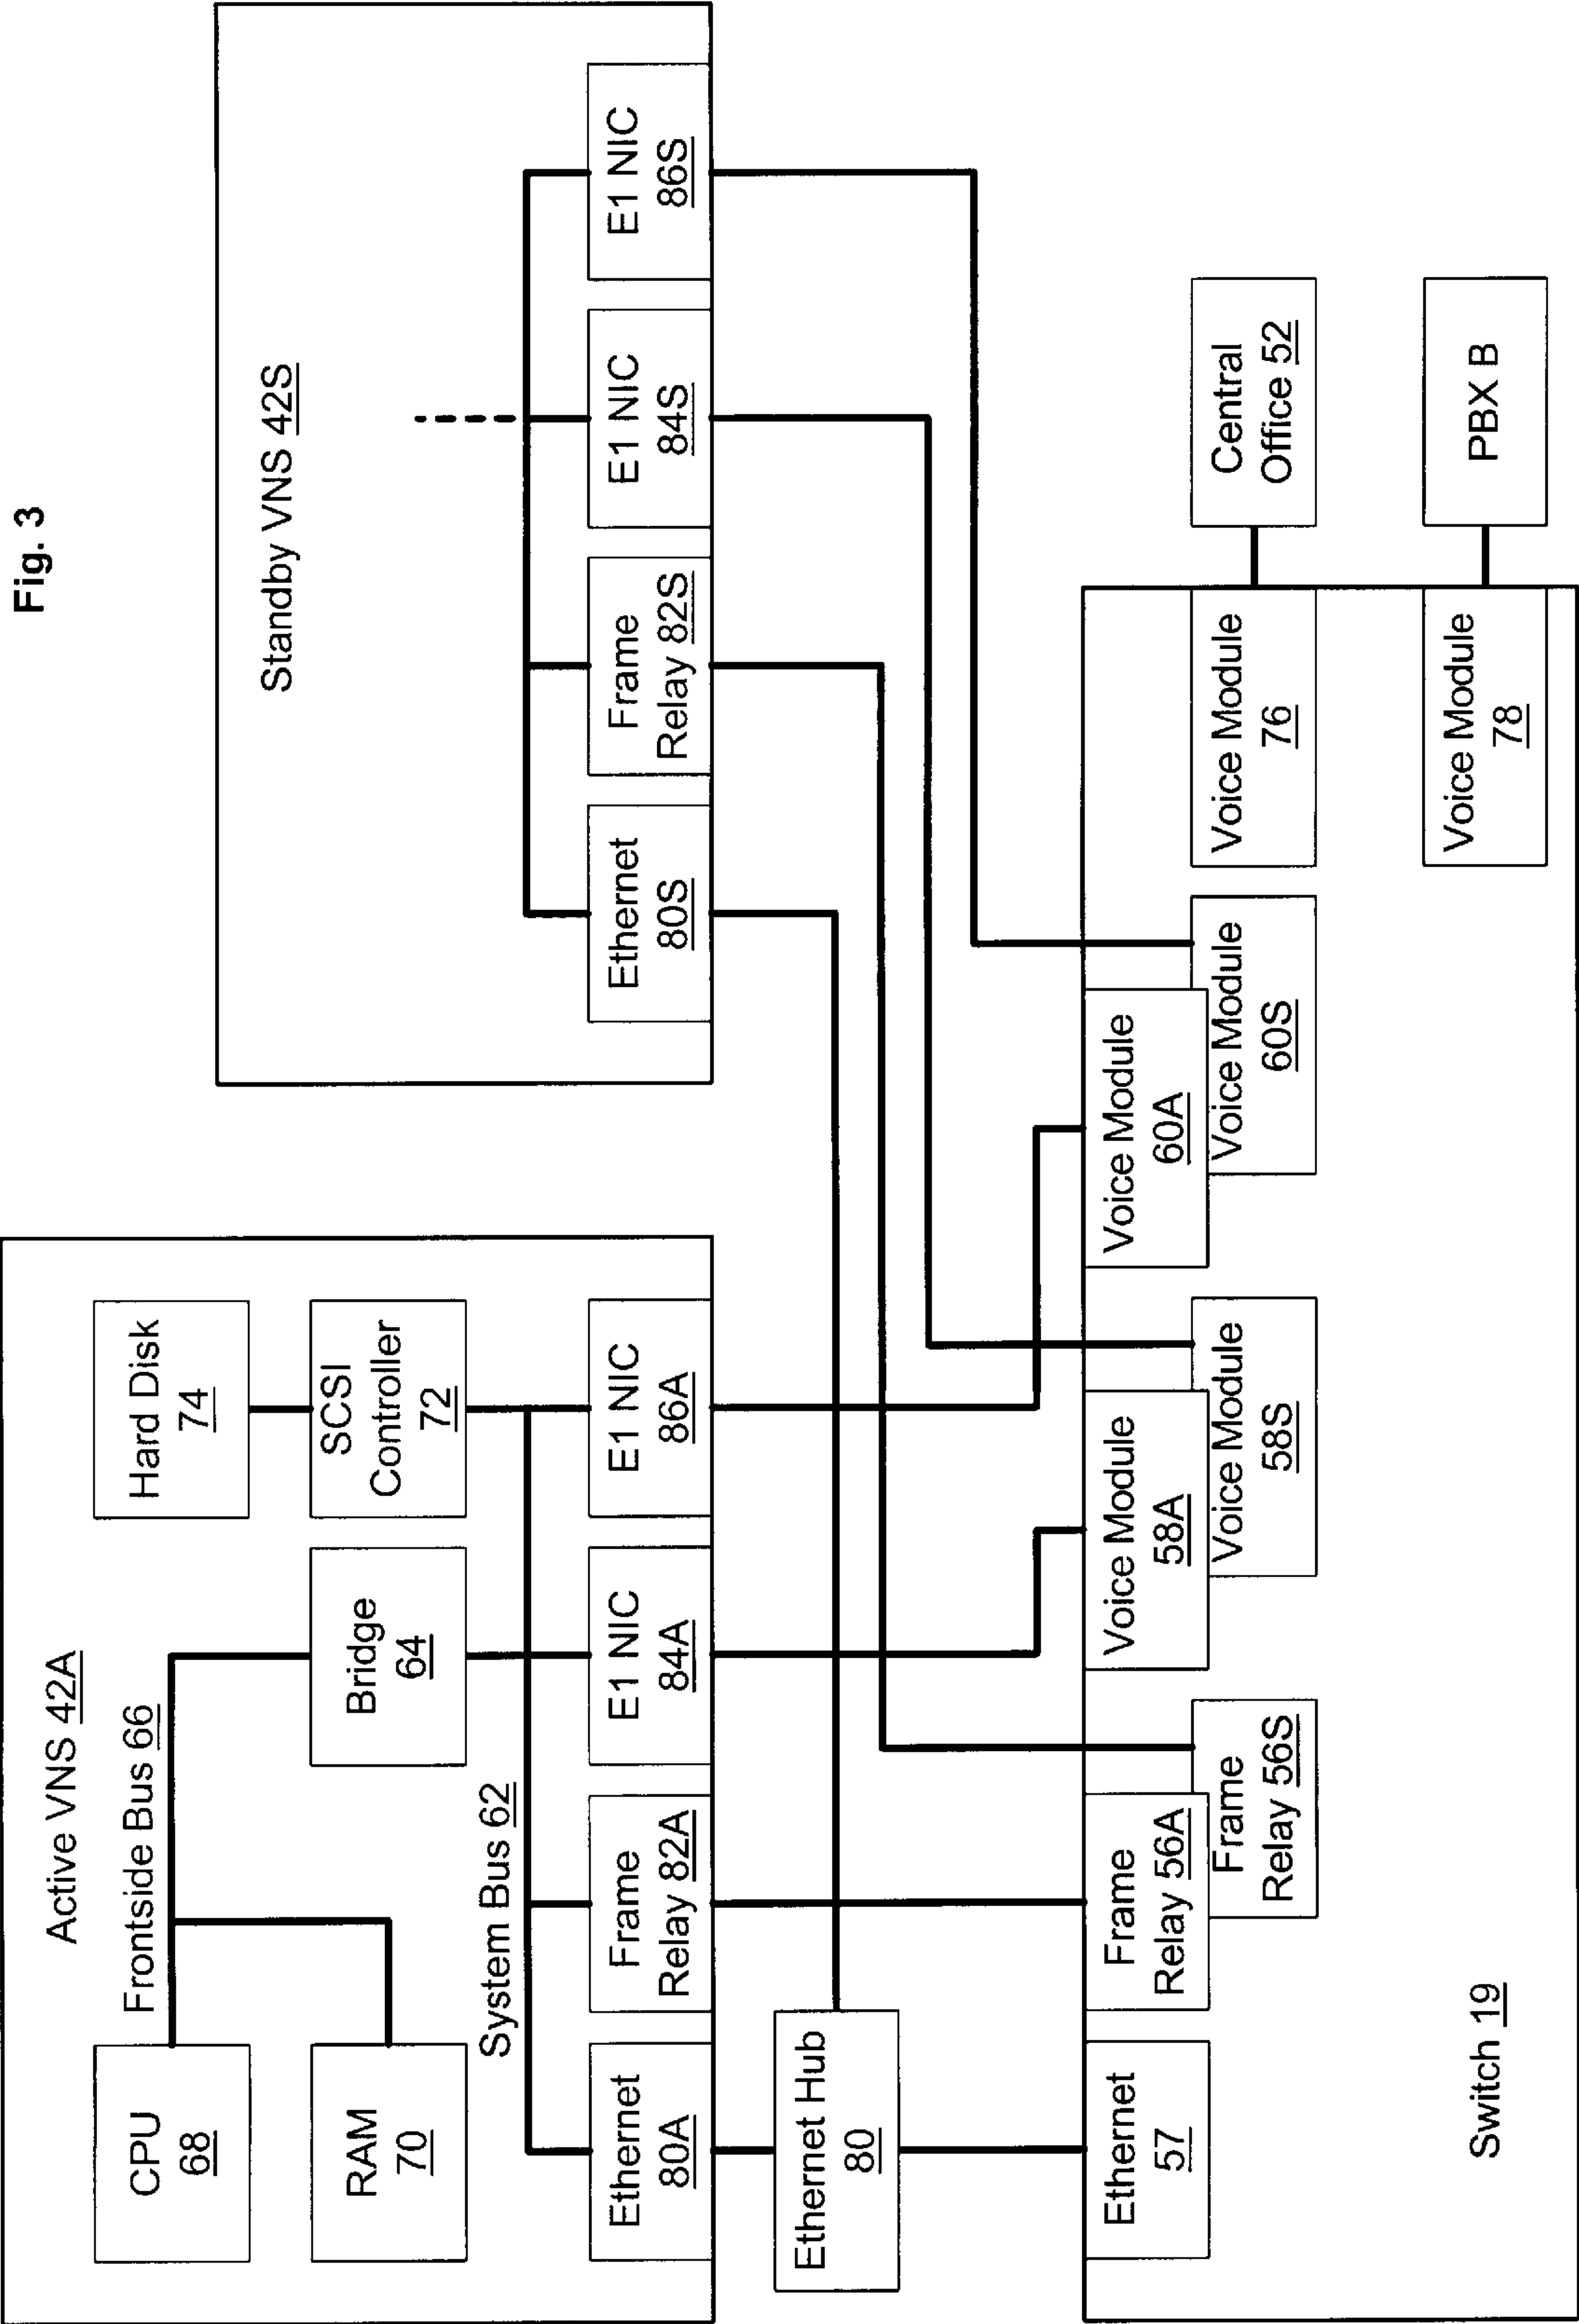 Fig. 3
Active VNS 42A
Frontside Bus 66
CPU
68
RAM
70
Bridge
64
Hard Disk
74
SCSI
Controller
72
System Bus 62
Ethernet
80A
Frame
Relay 82A
E1 NIC
84A
E1 NIC
86A
Standby VNS 42S
Ethernet
80S
Frame
Relay 82S
E1 NIC
84S
E1 NIC
86S
Ethernet Hub
80
Ethernet
57
Frame
Relay 56A
Frame
Relay 56S
Voice Module
58A
Voice Module
58S
Voice Module
60A
Voice Module
60S
Voice Module
76
Central
Office 52
Voice Module
78
PBX B
Switch 19